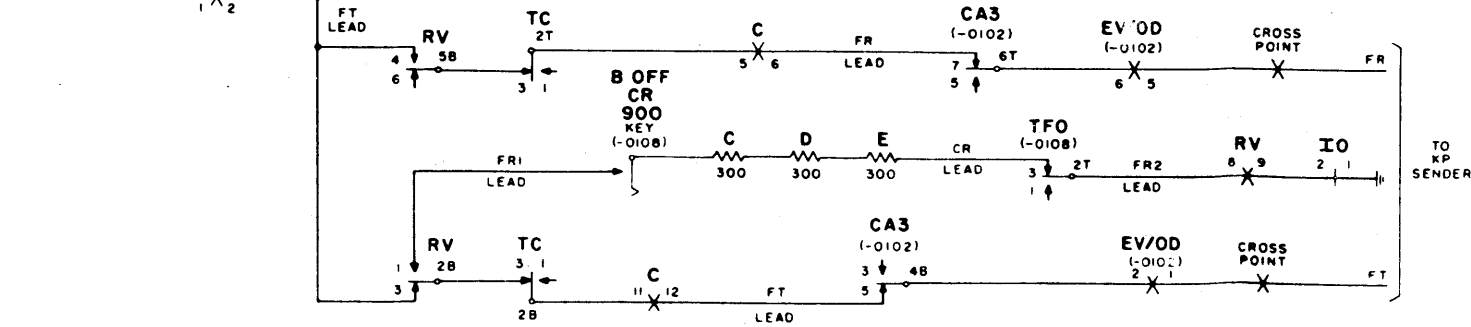 1 2
FT
LEAD
RV
4 5B
6
TC
2T
3 1
C
5 6
FR
LEAD
CA3
(-0102)
7 6T
5
EV/OD
(-0102)
6 5
CROSS
POINT
FR
FR1
LEAD
B OFF
CR
900
KEY
(-0108)
C D E
300 300 300
CR
LEAD
TFO
(-0108)
3 2T
1
FR2
LEAD
RV
8 9
IO
2 1
TO
KP
SENDER
RV
1 2B
3
TC
3 1
2B
C
11 12
FT
LEAD
CA3
(-0102)
3 4B
5
EV/OD
(-0102)
2 1
CROSS
POINT
FT